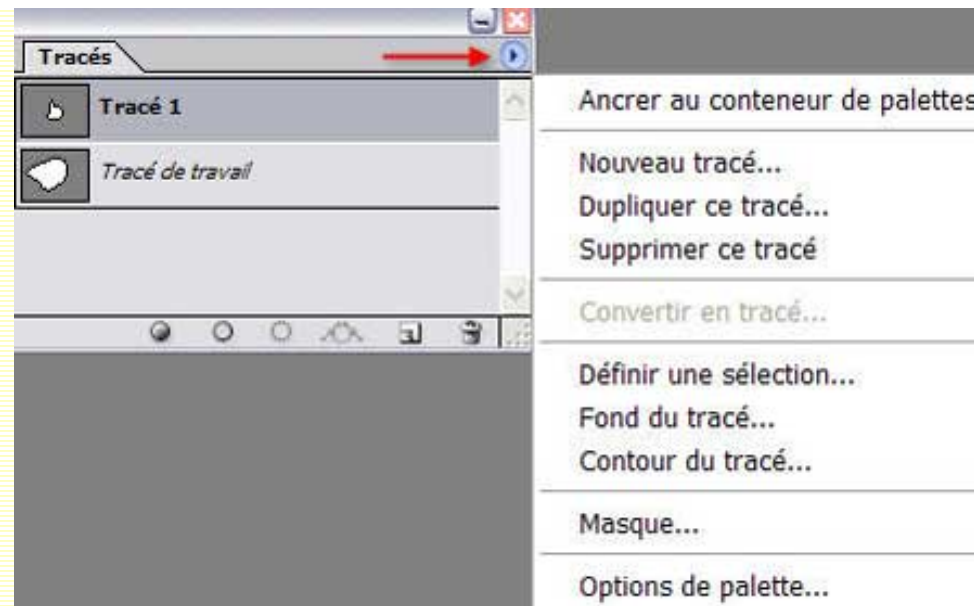 Tracés
Tracé 1
Tracé de travail
Ancrer au conteneur de palettes
Nouveau tracé...
Dupliquer ce tracé...
Supprimer ce tracé
Convertir en tracé...
Définir une sélection...
Fond du tracé...
Contour du tracé...
Masque...
Options de palette...